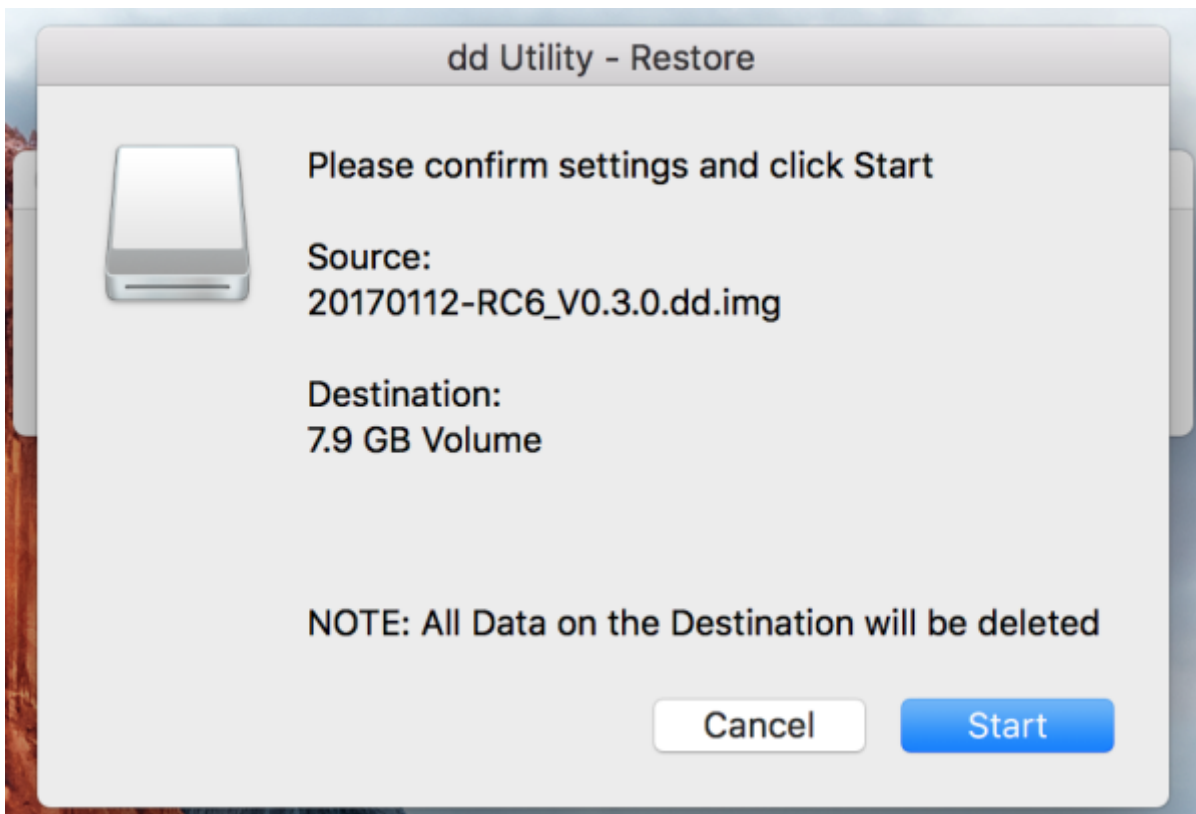 dd Utility - Restore
Please confirm settings and click Start
Source:
20170112-RC6_V0.3.0.dd.img
Destination:
7.9 GB Volume
NOTE: All Data on the Destination will be deleted
Cancel
Start